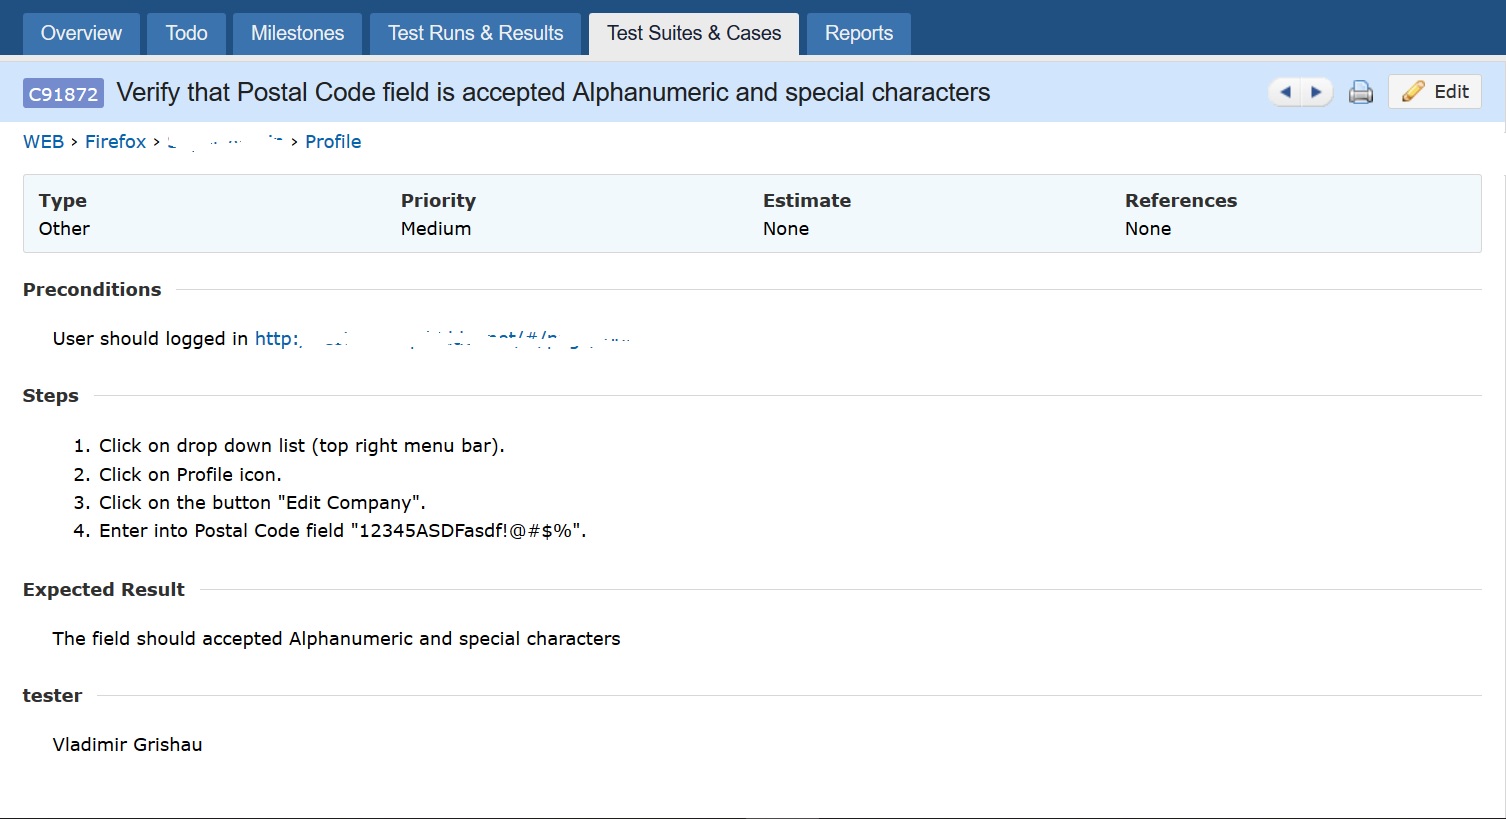 Overview Todo Milestones Test Runs & Results Test Suites & Cases Reports
C91872 Verify that Postal Code field is accepted Alphanumeric and special characters Edit
WEB › Firefox › › Profile
Type Priority Estimate References
Other Medium None None
Preconditions
User should logged in http:
Steps
1. Click on drop down list (top right menu bar).
2. Click on Profile icon.
3. Click on the button "Edit Company".
4. Enter into Postal Code field "12345ASDFasdf!@#$%".
Expected Result
The field should accepted Alphanumeric and special characters
tester
Vladimir Grishau